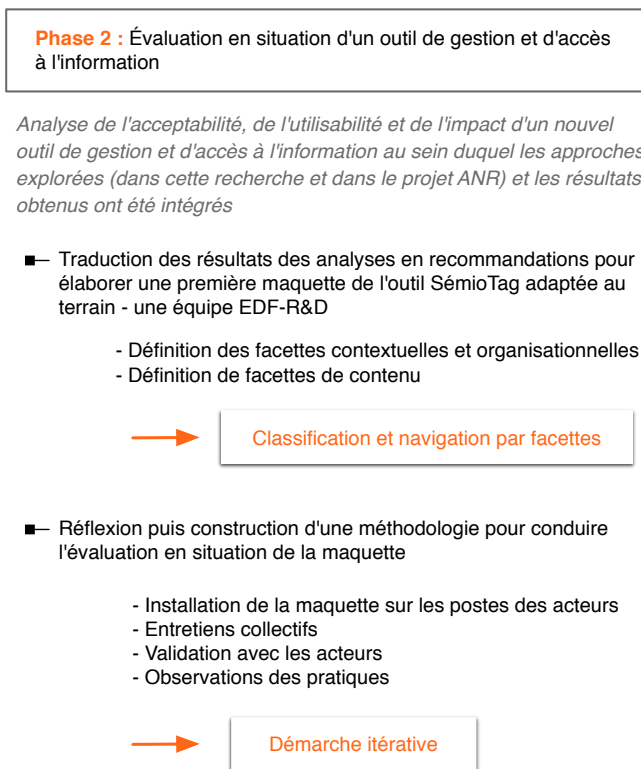 Phase 2 : Évaluation en situation d'un outil de gestion et d'accès
à l'information
Analyse de l'acceptabilité, de l'utilisabilité et de l'impact d'un nouvel
outil de gestion et d'accès à l'information au sein duquel les approches
explorées (dans cette recherche et dans le projet ANR) et les résultats
obtenus ont été intégrés
Traduction des résultats des analyses en recommandations pour
élaborer une première maquette de l'outil SémioTag adaptée au
terrain - une équipe EDF-R&D
- Définition des facettes contextuelles et organisationnelles
- Définition de facettes de contenu
Classification et navigation par facettes
Réflexion puis construction d'une méthodologie pour conduire
l'évaluation en situation de la maquette
- Installation de la maquette sur les postes des acteurs
- Entretiens collectifs
- Validation avec les acteurs
- Observations des pratiques
Démarche itérative